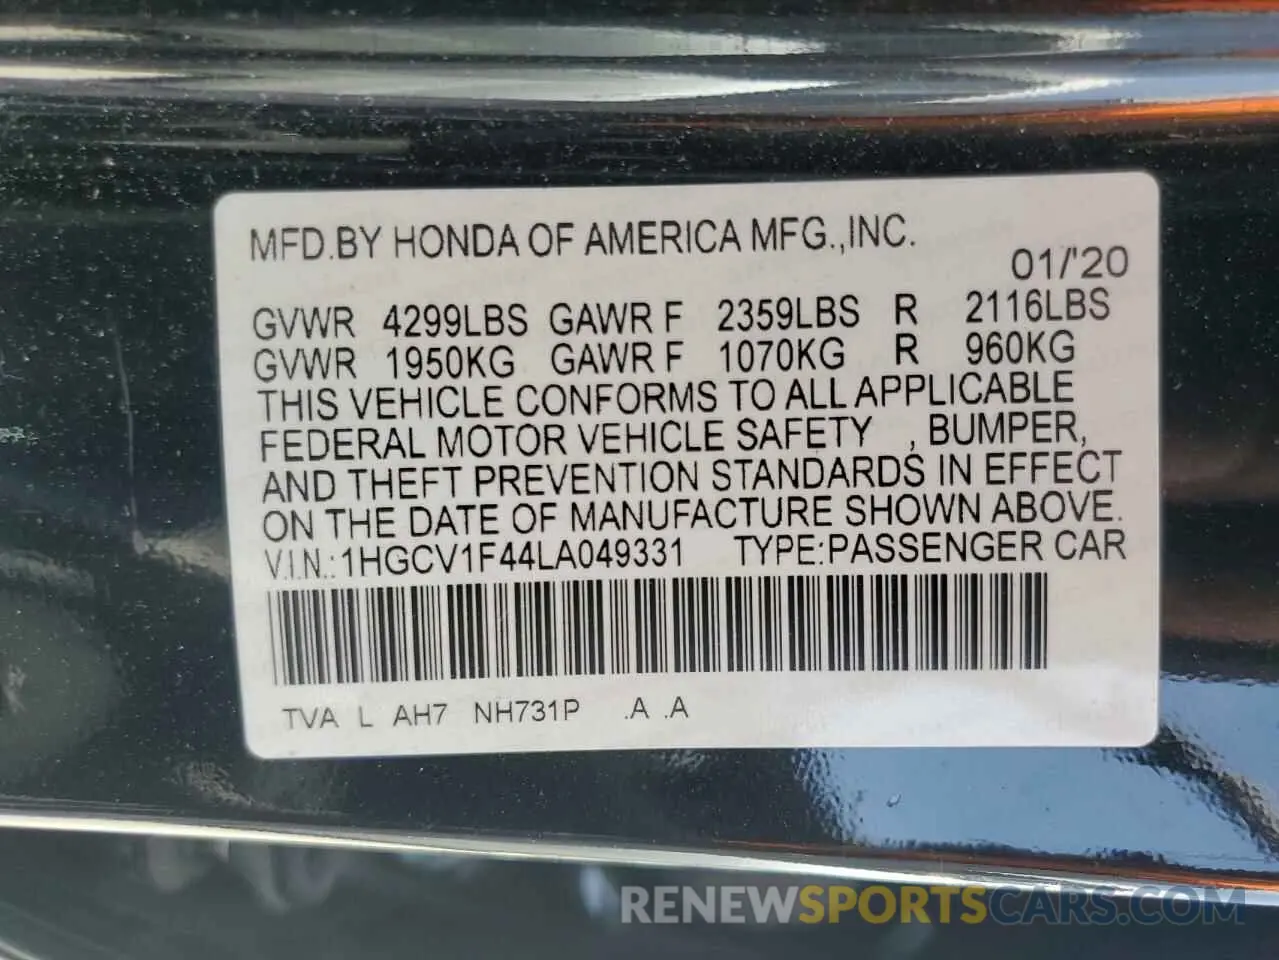 MFD.BY HONDA OF AMERICA MFG.,INC.
01/'20
GVWR 4299LBS GAWR F 2359LBS R 2116LBS
GVWR 1950KG GAWR F 1070KG R 960KG
THIS VEHICLE CONFORMS TO ALL APPLICABLE
FEDERAL MOTOR VEHICLE SAFETY , BUMPER,
AND THEFT PREVENTION STANDARDS IN EFFECT
ON THE DATE OF MANUFACTURE SHOWN ABOVE.
V.I.N.:1HGCV1F44LA049331 TYPE:PASSENGER CAR
TVA L AH7 NH731P .A .A
RENEWSPORTSCARS.COM